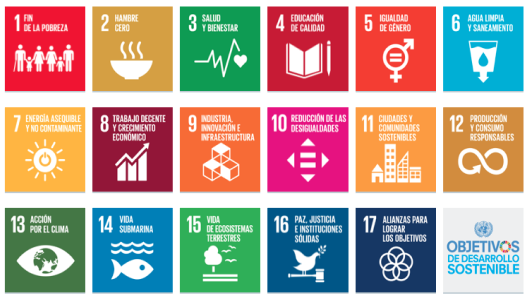 1 FIN
DE LA POBREZA
2 HAMBRE
CERO
3 SALUD
Y BIENESTAR
4 EDUCACIÓN
DE CALIDAD
5 IGUALDAD
DE GÉNERO
6 AGUA LIMPIA
Y SANEAMIENTO
7 ENERGÍA ASEQUIBLE
Y NO CONTAMINANTE
8 TRABAJO DECENTE
Y CRECIMIENTO
ECONÓMICO
9 INDUSTRIA,
INNOVACIÓN E
INFRAESTRUCTURA
10 REDUCCIÓN DE LAS
DESIGUALDADES
11 CIUDADES Y
COMUNIDADES
SOSTENIBLES
12 PRODUCCIÓN
Y CONSUMO
RESPONSABLES
13 ACCIÓN
POR EL CLIMA
14 VIDA
SUBMARINA
15 VIDA
DE ECOSISTEMAS
TERRESTRES
16 PAZ, JUSTICIA
E INSTITUCIONES
SÓLIDAS
17 ALIANZAS PARA
LOGRAR
LOS OBJETIVOS
OBJETIVOS
DE DESARROLLO
SOSTENIBLE